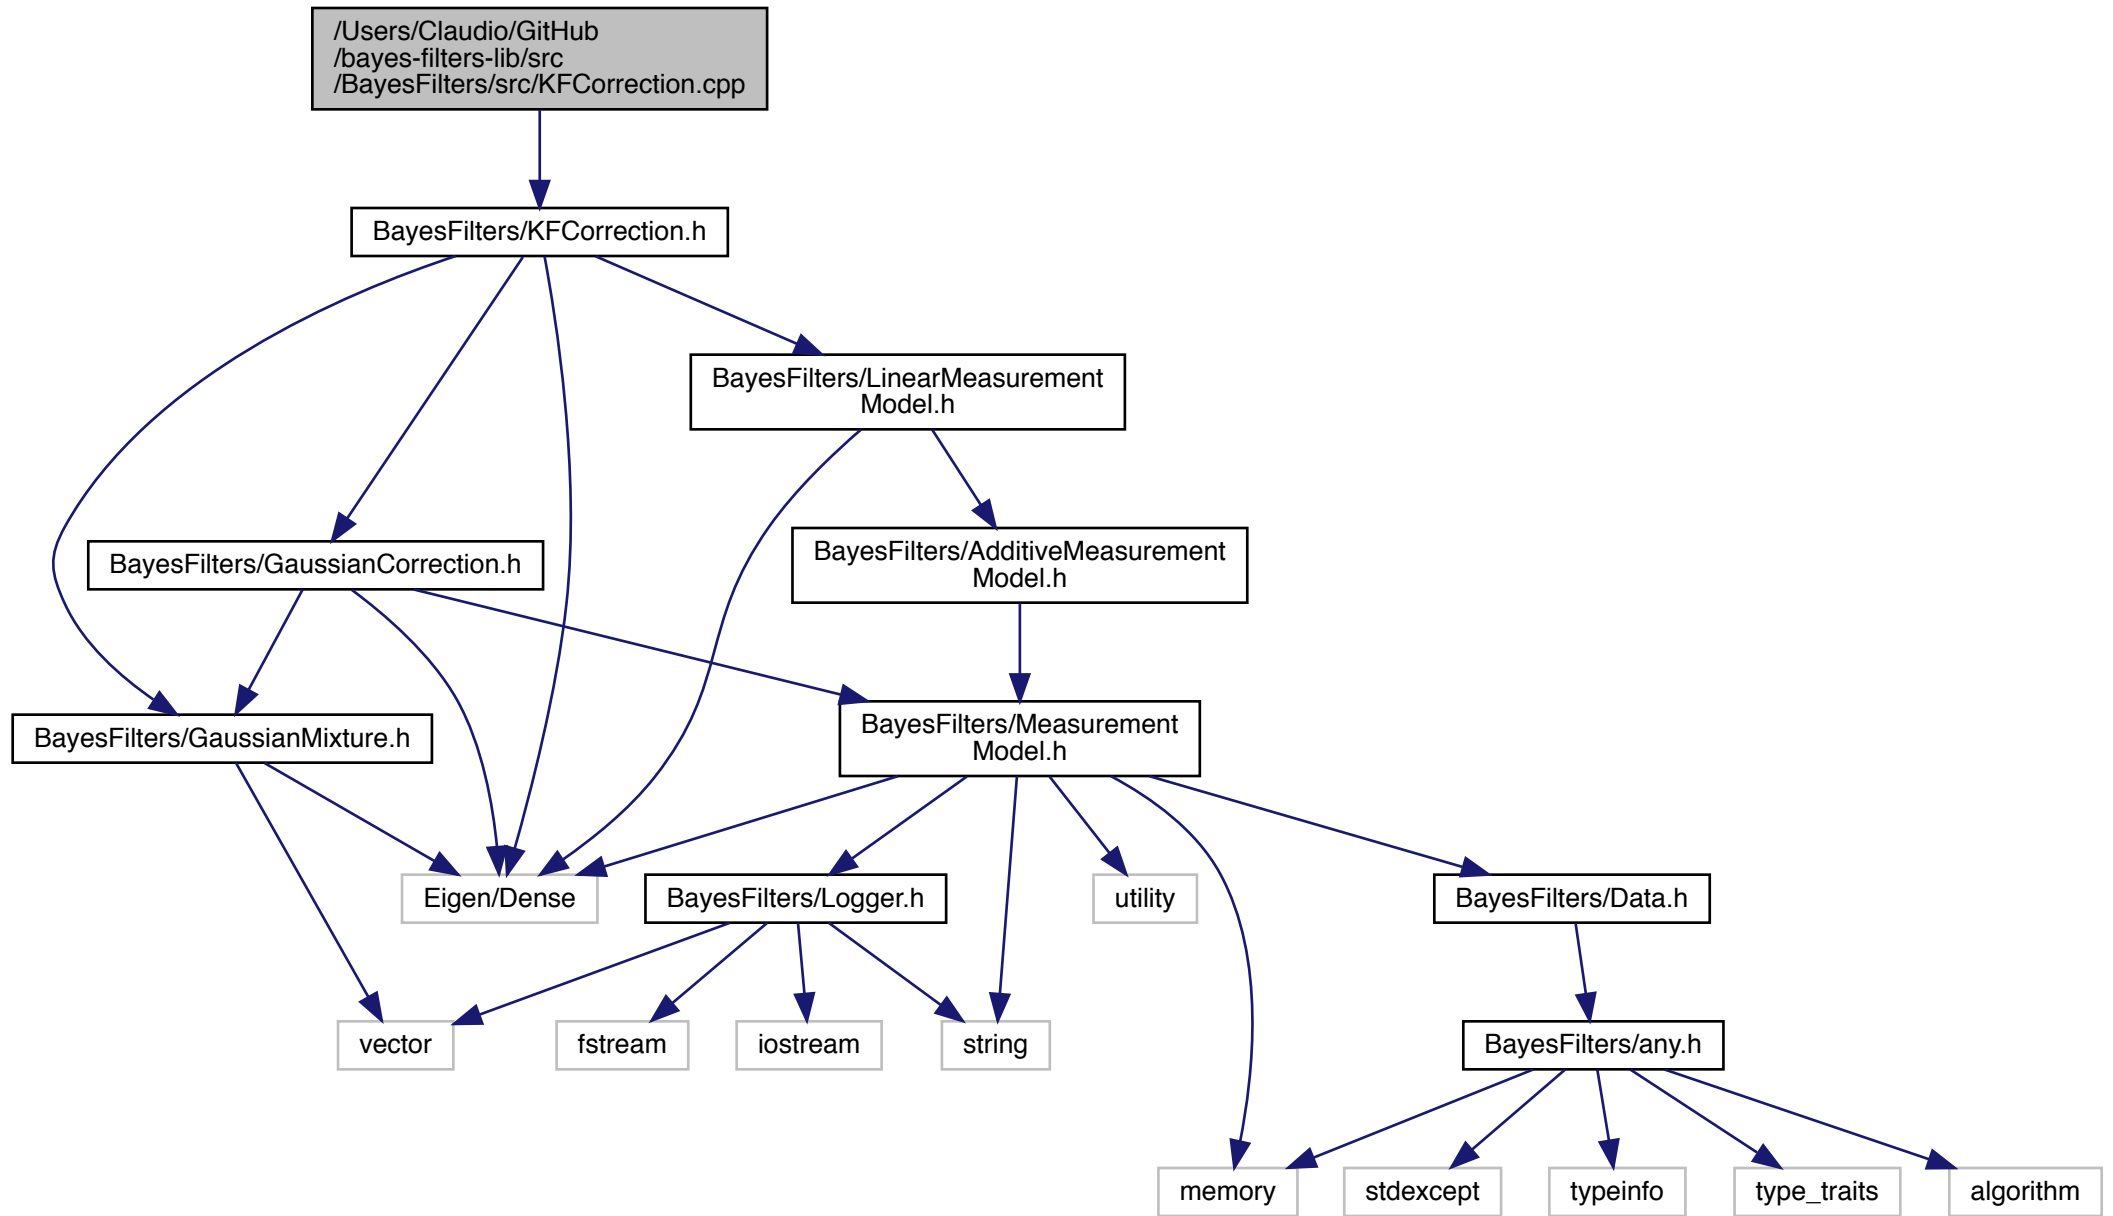 /Users/Claudio/GitHub
/bayes-filters-lib/src
/BayesFilters/src/KFCorrection.cpp
BayesFilters/KFCorrection.h
BayesFilters/LinearMeasurement
Model.h
BayesFilters/AdditiveMeasurement
Model.h
BayesFilters/GaussianCorrection.h
BayesFilters/GaussianMixture.h
BayesFilters/Measurement
Model.h
Eigen/Dense
BayesFilters/Logger.h
utility
BayesFilters/Data.h
vector
fstream
iostream
string
BayesFilters/any.h
memory
stdexcept
typeinfo
type_traits
algorithm